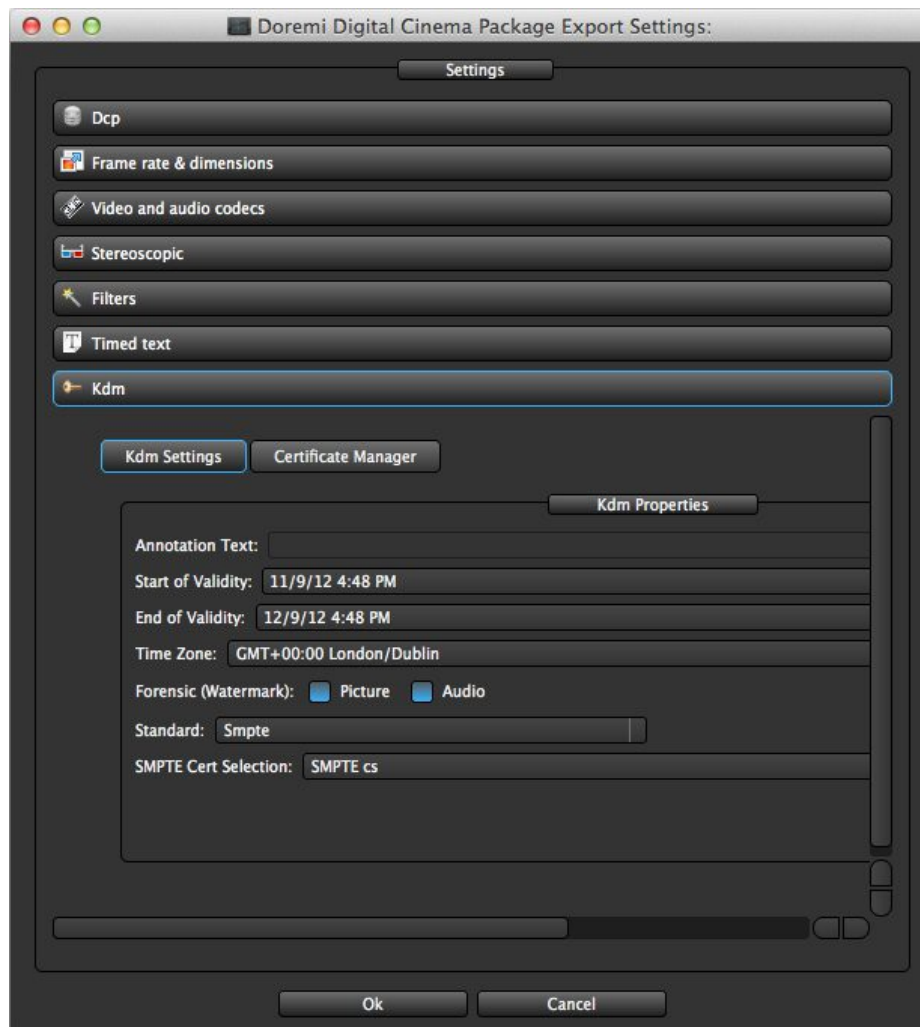 Doremi Digital Cinema Package Export Settings:
Settings
Dcp
Frame rate & dimensions
Video and audio codecs
Stereoscopic
Filters
Timed text
Kdm
Kdm Settings Certificate Manager
Kdm Properties
Annotation Text:
Start of Validity: 11/9/12 4:48 PM
End of Validity: 12/9/12 4:48 PM
Time Zone: GMT+00:00 London/Dublin
Forensic (Watermark): Picture Audio
Standard: Smpte
SMPTE Cert Selection: SMPTE cs
Ok Cancel